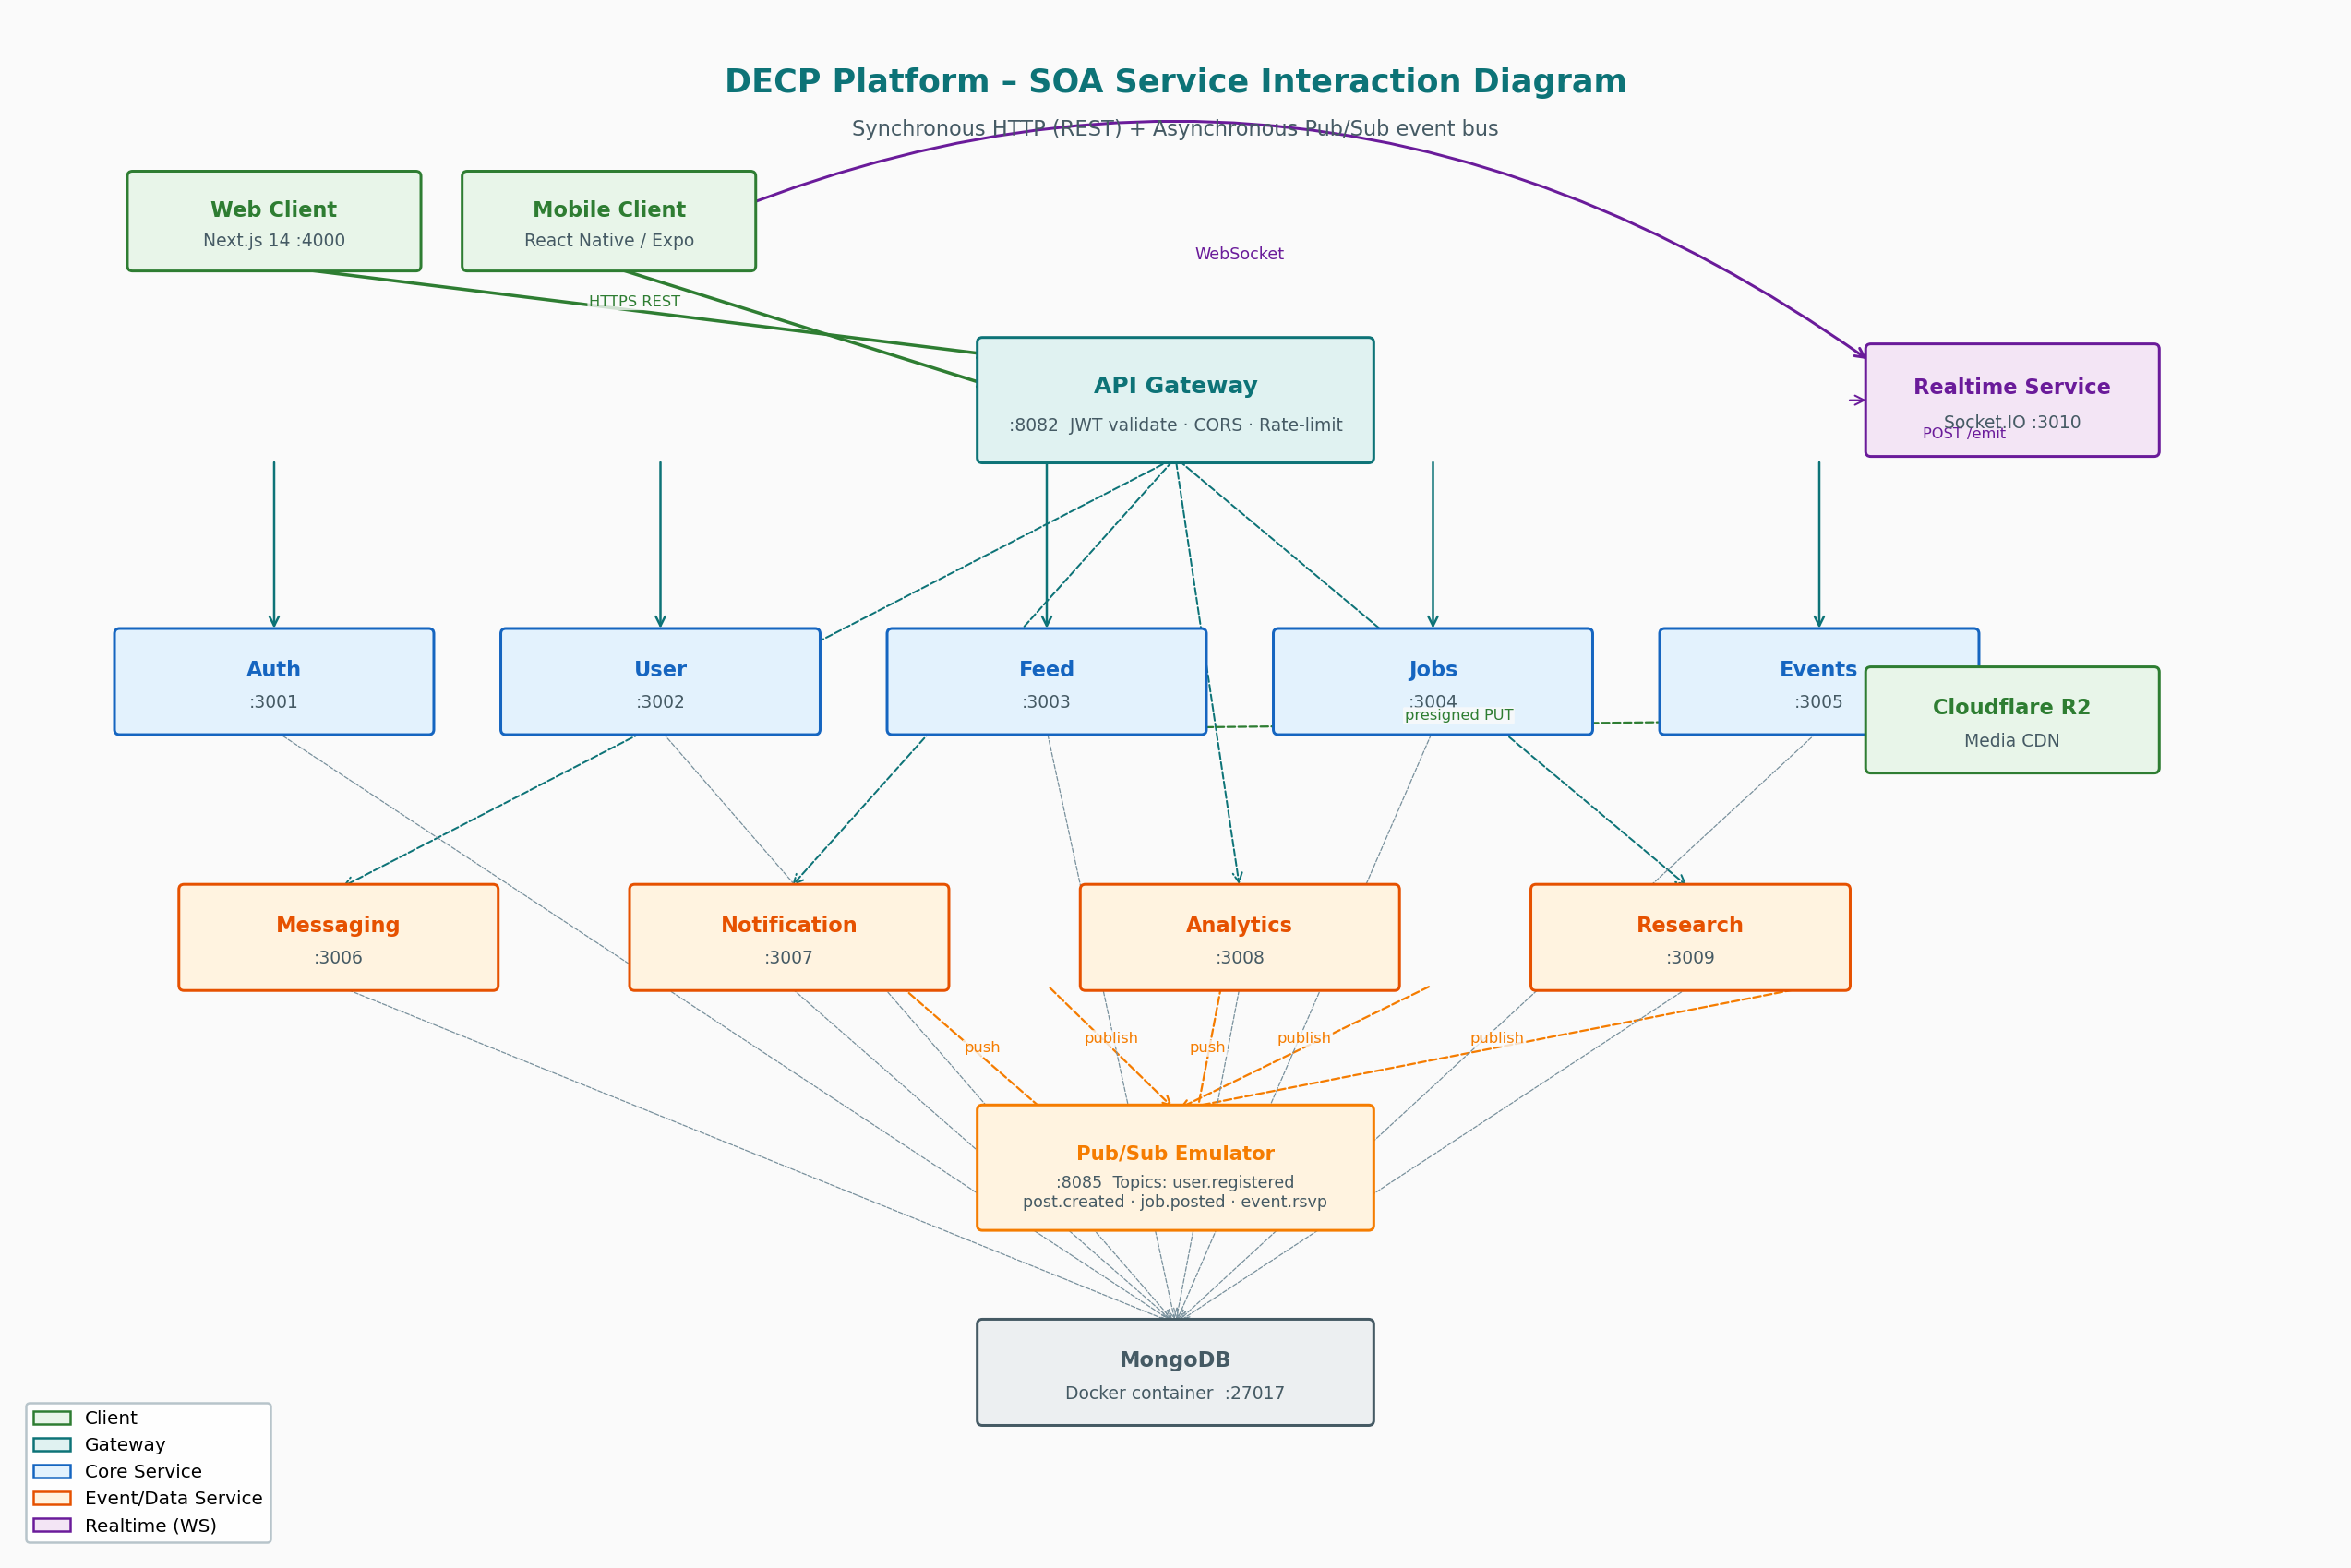 DECP Platform – SOA Service Interaction Diagram
Synchronous HTTP (REST) + Asynchronous Pub/Sub event bus
Web Client
Next.js 14 :4000
Mobile Client
React Native / Expo
WebSocket
HTTPS REST
API Gateway
:8082  JWT validate · CORS · Rate-limit
Realtime Service
Socket.IO :3010
POST /emit
Auth
:3001
User
:3002
Feed
:3003
Jobs
:3004
presigned PUT
Events
:3005
Cloudflare R2
Media CDN
Messaging
:3006
Notification
:3007
Analytics
:3008
Research
:3009
push
publish
push
publish
publish
Pub/Sub Emulator
:8085  Topics: user.registered
post.created · job.posted · event.rsvp
MongoDB
Docker container  :27017
Client
Gateway
Core Service
Event/Data Service
Realtime (WS)